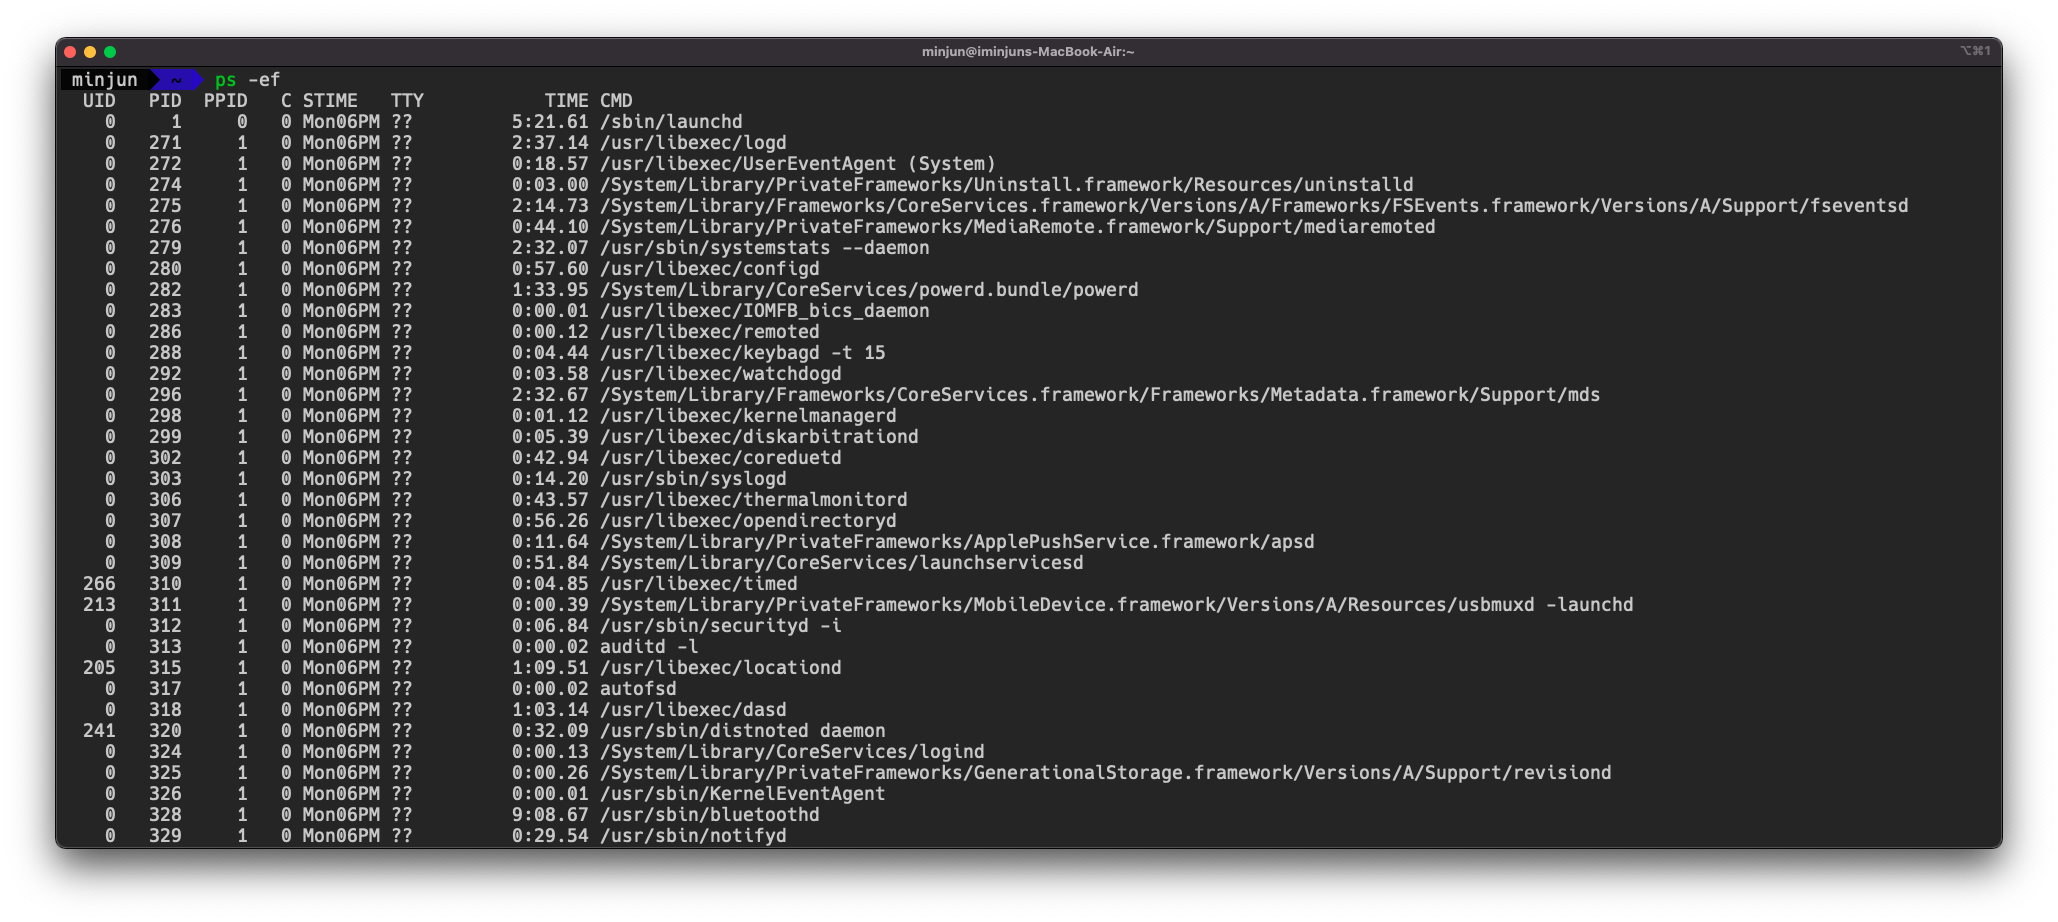 minjun@iminjuns-MacBook-Air:~
⌥⌘1
minjun ~ ps -ef
UID PID PPID C STIME TTY TIME CMD
0 1 0 0 Mon06PM ?? 5:21.61 /sbin/launchd
0 271 1 0 Mon06PM ?? 2:37.14 /usr/libexec/logd
0 272 1 0 Mon06PM ?? 0:18.57 /usr/libexec/UserEventAgent (System)
0 274 1 0 Mon06PM ?? 0:03.00 /System/Library/PrivateFrameworks/Uninstall.framework/Resources/uninstalld
0 275 1 0 Mon06PM ?? 2:14.73 /System/Library/Frameworks/CoreServices.framework/Versions/A/Frameworks/FSEvents.framework/Versions/A/Support/fseventsd
0 276 1 0 Mon06PM ?? 0:44.10 /System/Library/PrivateFrameworks/MediaRemote.framework/Support/mediaremoted
0 279 1 0 Mon06PM ?? 2:32.07 /usr/sbin/systemstats --daemon
0 280 1 0 Mon06PM ?? 0:57.60 /usr/libexec/configd
0 282 1 0 Mon06PM ?? 1:33.95 /System/Library/CoreServices/powerd.bundle/powerd
0 283 1 0 Mon06PM ?? 0:00.01 /usr/libexec/IOMFB_bics_daemon
0 286 1 0 Mon06PM ?? 0:00.12 /usr/libexec/remoted
0 288 1 0 Mon06PM ?? 0:04.44 /usr/libexec/keybagd -t 15
0 292 1 0 Mon06PM ?? 0:03.58 /usr/libexec/watchdogd
0 296 1 0 Mon06PM ?? 2:32.67 /System/Library/Frameworks/CoreServices.framework/Frameworks/Metadata.framework/Support/mds
0 298 1 0 Mon06PM ?? 0:01.12 /usr/libexec/kernelmanagerd
0 299 1 0 Mon06PM ?? 0:05.39 /usr/libexec/diskarbitrationd
0 302 1 0 Mon06PM ?? 0:42.94 /usr/libexec/coreduetd
0 303 1 0 Mon06PM ?? 0:14.20 /usr/sbin/syslogd
0 306 1 0 Mon06PM ?? 0:43.57 /usr/libexec/thermalmonitord
0 307 1 0 Mon06PM ?? 0:56.26 /usr/libexec/opendirectoryd
0 308 1 0 Mon06PM ?? 0:11.64 /System/Library/PrivateFrameworks/ApplePushService.framework/apsd
0 309 1 0 Mon06PM ?? 0:51.84 /System/Library/CoreServices/launchservicesd
266 310 1 0 Mon06PM ?? 0:04.85 /usr/libexec/timed
213 311 1 0 Mon06PM ?? 0:00.39 /System/Library/PrivateFrameworks/MobileDevice.framework/Versions/A/Resources/usbmuxd -launchd
0 312 1 0 Mon06PM ?? 0:06.84 /usr/sbin/securityd -i
0 313 1 0 Mon06PM ?? 0:00.02 auditd -l
205 315 1 0 Mon06PM ?? 1:09.51 /usr/libexec/locationd
0 317 1 0 Mon06PM ?? 0:00.02 autofsd
0 318 1 0 Mon06PM ?? 1:03.14 /usr/libexec/dasd
241 320 1 0 Mon06PM ?? 0:32.09 /usr/sbin/distnoted daemon
0 324 1 0 Mon06PM ?? 0:00.13 /System/Library/CoreServices/logind
0 325 1 0 Mon06PM ?? 0:00.26 /System/Library/PrivateFrameworks/GenerationalStorage.framework/Versions/A/Support/revisiond
0 326 1 0 Mon06PM ?? 0:00.01 /usr/sbin/KernelEventAgent
0 328 1 0 Mon06PM ?? 9:08.67 /usr/sbin/bluetoothd
0 329 1 0 Mon06PM ?? 0:29.54 /usr/sbin/notifyd